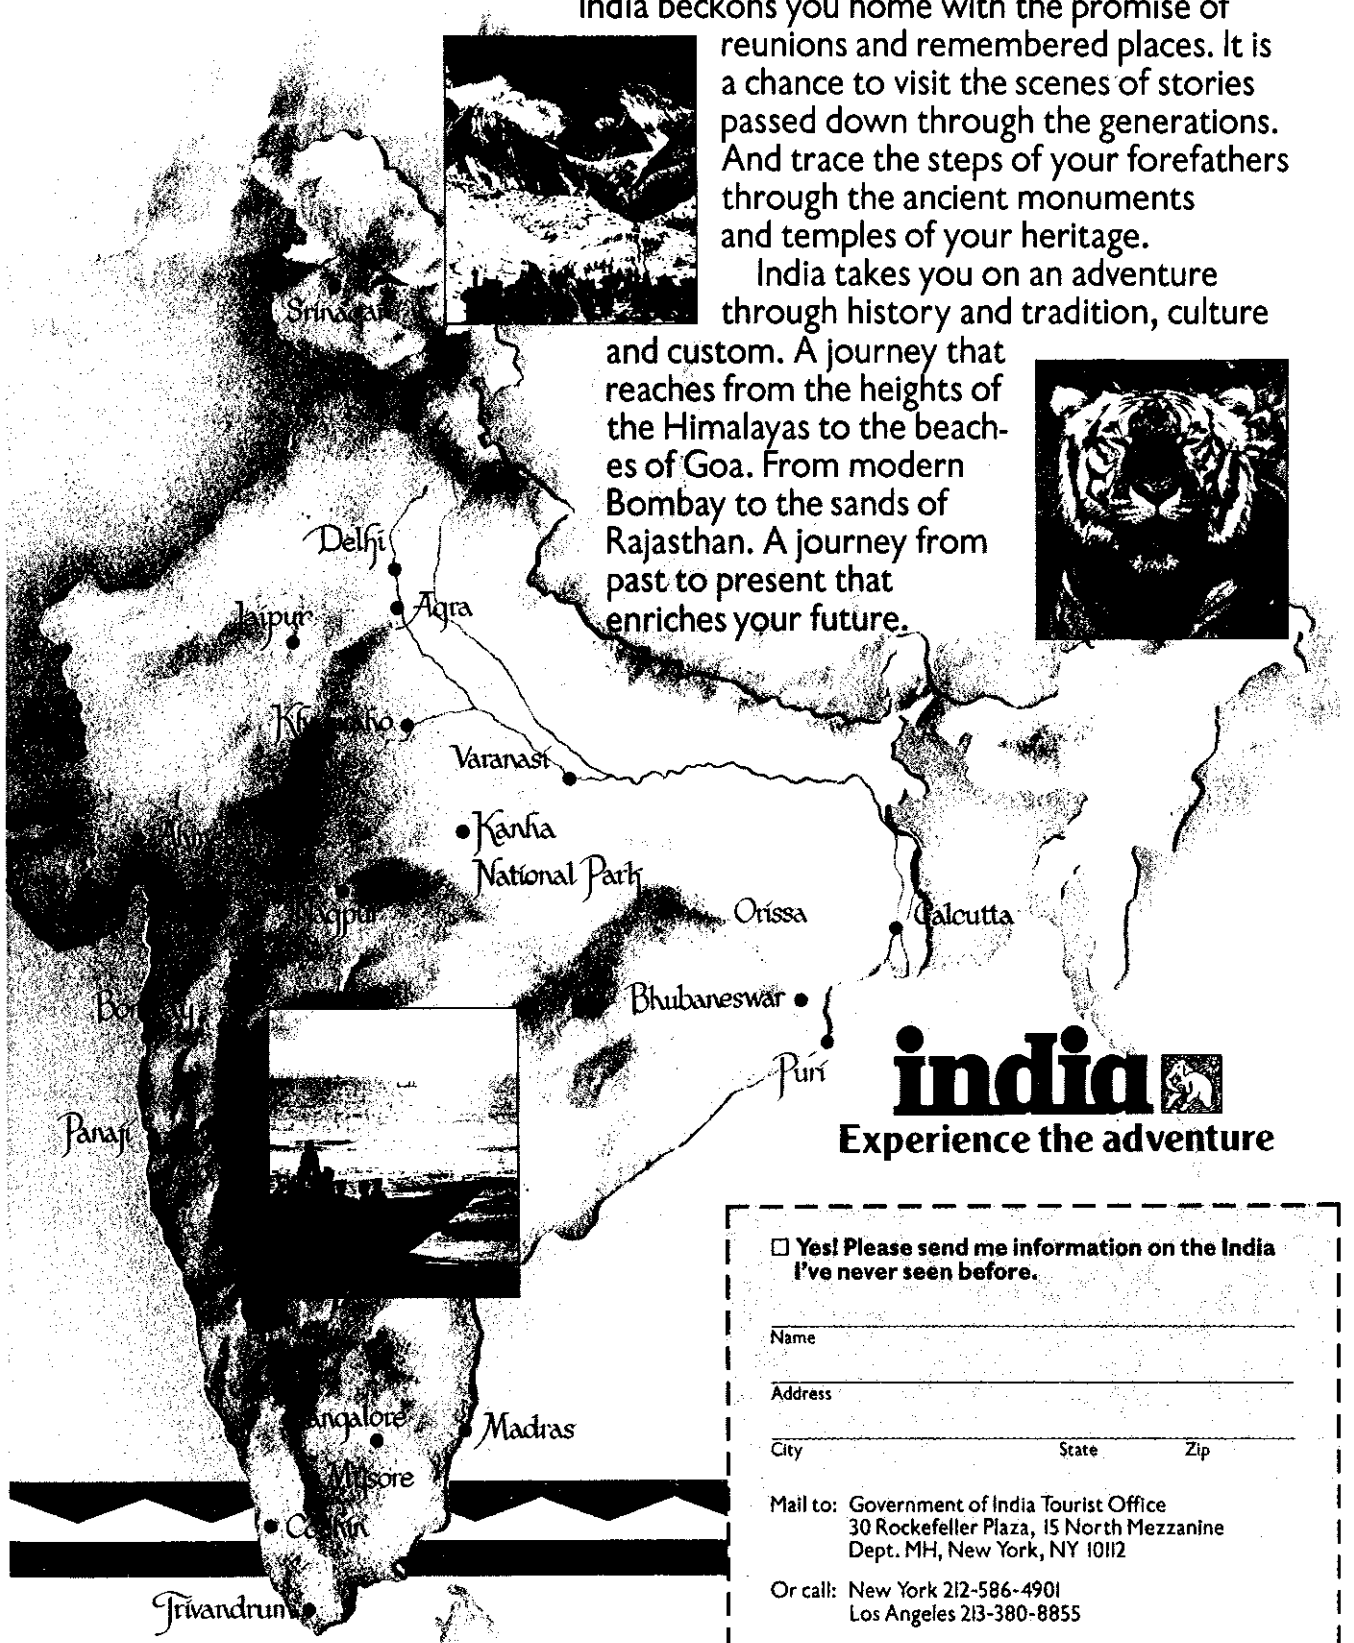 India beckons you home with the promise of
reunions and remembered places. It is
a chance to visit the scenes of stories
passed down through the generations.
And trace the steps of your forefathers
through the ancient monuments
and temples of your heritage.
India takes you on an adventure
through history and tradition, culture
and custom. A journey that
reaches from the heights of
the Himalayas to the beach-
es of Goa. From modern
Bombay to the sands of
Rajasthan. A journey from
past to present that
enriches your future.
Srinagar
Delhi
Agra
Jaipur
Varanasi
Kanha
National Park
Nagpur
Orissa
Calcutta
Bombay
Bhubaneswar
Puri
Panaji
india
Experience the adventure
☐ Yes! Please send me information on the India
I've never seen before.
Name
Address
City State Zip
Mail to: Government of India Tourist Office
30 Rockefeller Plaza, 15 North Mezzanine
Dept. MH, New York, NY 10112
Or call: New York 212-586-4901
Los Angeles 213-380-8855
Bangalore
Madras
Mysore
Cochin
Trivandrum